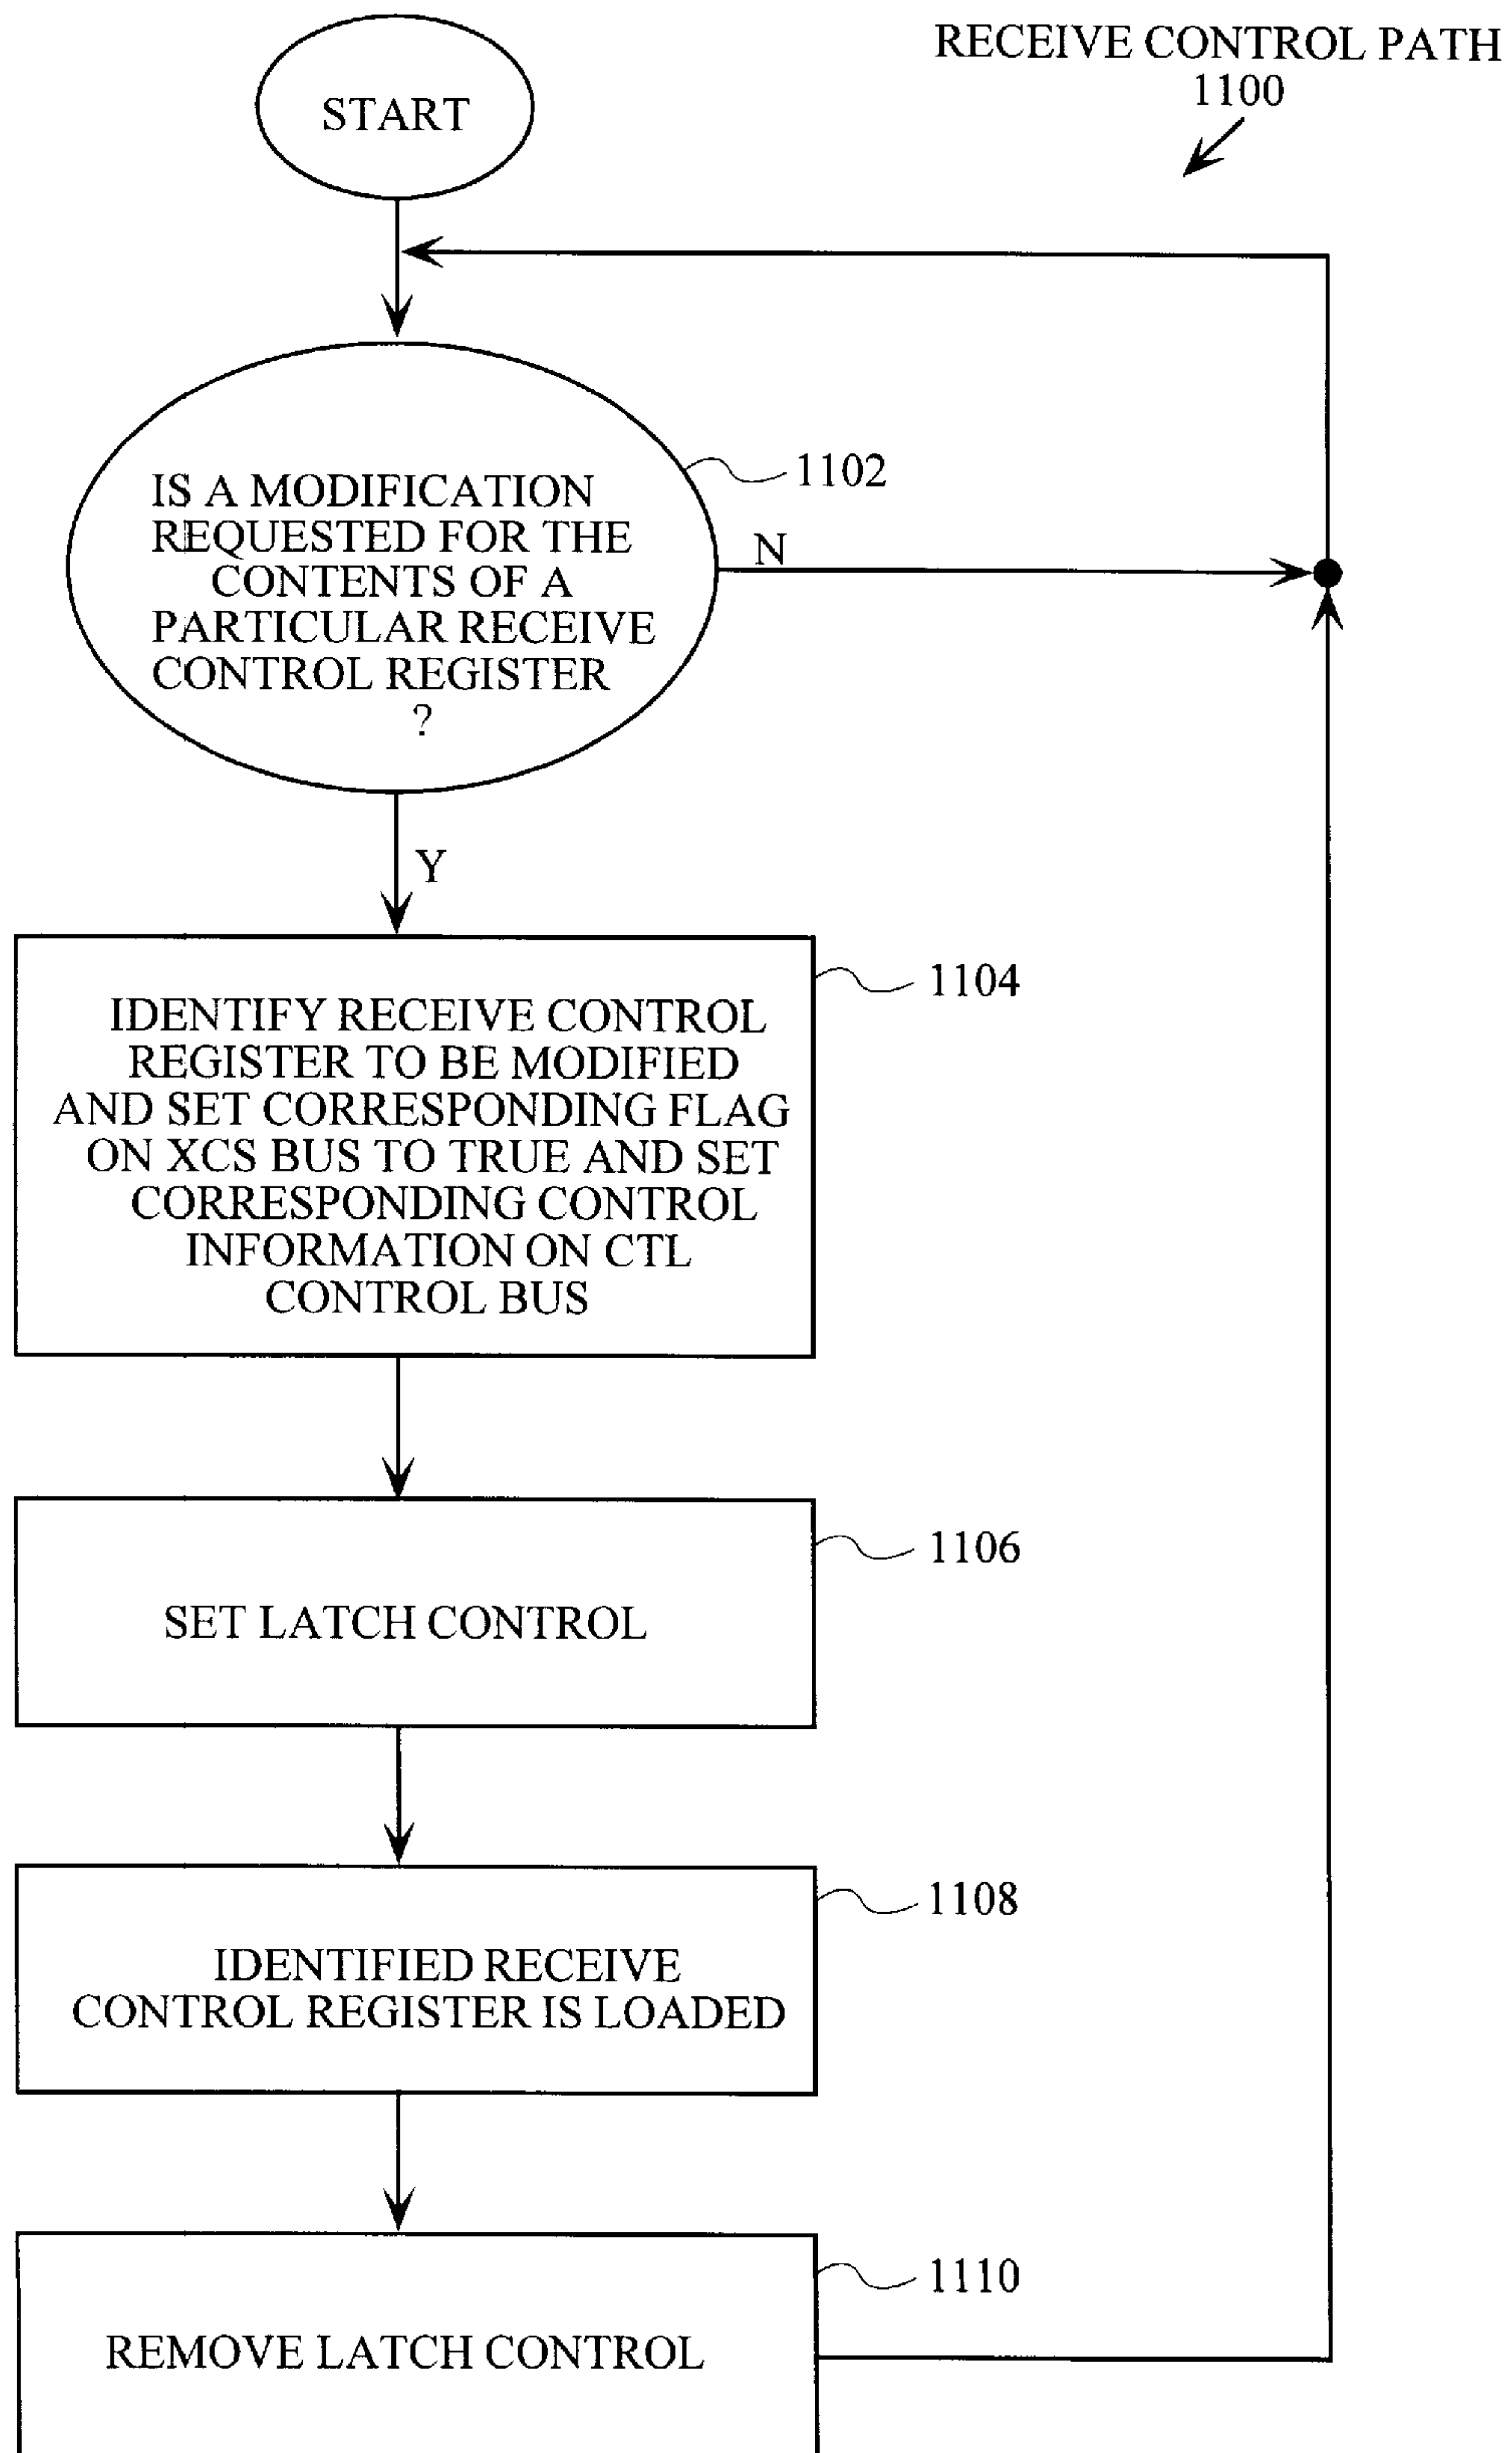 RECEIVE CONTROL PATH
1100
START
IS A MODIFICATION
REQUESTED FOR THE
CONTENTS OF A
PARTICULAR RECEIVE
CONTROL REGISTER
?
1102
N
Y
IDENTIFY RECEIVE CONTROL
REGISTER TO BE MODIFIED
AND SET CORRESPONDING FLAG
ON XCS BUS TO TRUE AND SET
CORRESPONDING CONTROL
INFORMATION ON CTL
CONTROL BUS
1104
SET LATCH CONTROL
1106
IDENTIFIED RECEIVE
CONTROL REGISTER IS LOADED
1108
REMOVE LATCH CONTROL
1110